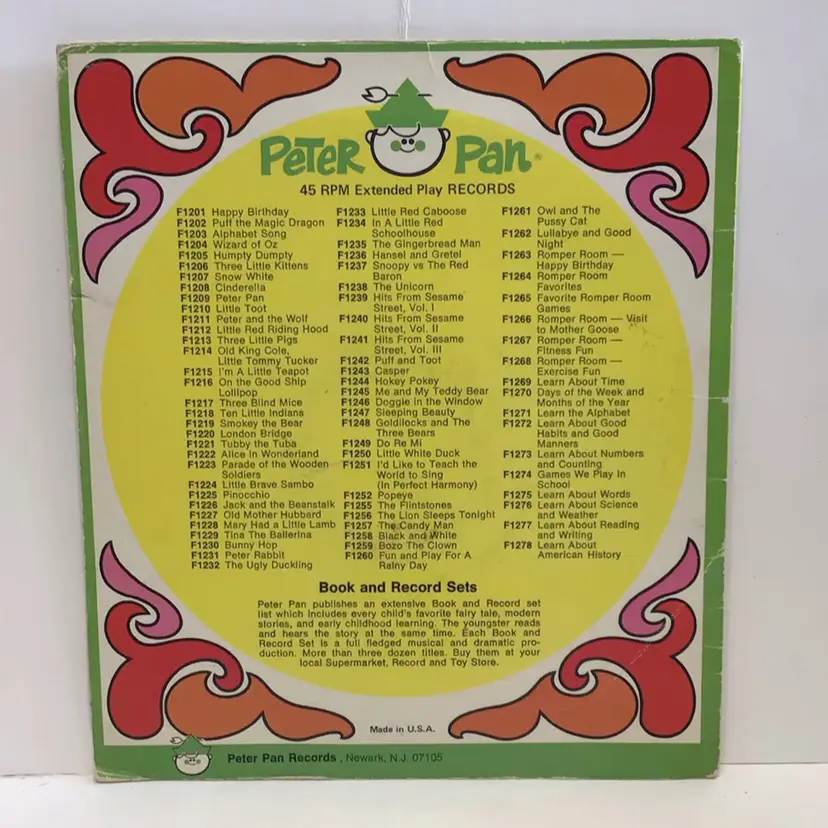 Peter Pan®
45 RPM Extended Play RECORDS
F1201 Happy Birthday
F1202 Puff the Magic Dragon
F1203 Alphabet Song
F1204 Wizard of Oz
F1205 Humpty Dumpty
F1206 Three Little Kittens
F1207 Snow White
F1208 Cinderella
F1209 Peter Pan
F1210 Little Toot
F1211 Peter and the Wolf
F1212 Little Red Riding Hood
F1213 Three Little Pigs
F1214 Old King Cole,
Little Tommy Tucker
F1215 I'm A Little Teapot
F1216 On the Good Ship
Lollipop
F1217 Three Blind Mice
F1218 Ten Little Indians
F1219 Smokey the Bear
F1220 London Bridge
F1221 Tubby the Tuba
F1222 Alice in Wonderland
F1223 Parade of the Wooden
Soldiers
F1224 Little Brave Sambo
F1225 Pinocchio
F1226 Jack and the Beanstalk
F1227 Old Mother Hubbard
F1228 Mary Had a Little Lamb
F1229 Tina The Ballerina
F1230 Bunny Hop
F1231 Peter Rabbit
F1232 The Ugly Duckling
F1233 Little Red Caboose
F1234 In A Little Red
Schoolhouse
F1235 The Gingerbread Man
F1236 Hansel and Gretel
F1237 Snoopy vs The Red
Baron
F1238 The Unicorn
F1239 Hits From Sesame
Street, Vol. I
F1240 Hits From Sesame
Street, Vol. II
F1241 Hits From Sesame
Street, Vol. III
F1242 Puff and Toot
F1243 Casper
F1244 Hokey Pokey
F1245 Me and My Teddy Bear
F1246 Doggie in the Window
F1247 Sleeping Beauty
F1248 Goldilocks and The
Three Bears
F1249 Do Re Mi
F1250 Little White Duck
F1251 I'd Like to Teach the
World to Sing
(In Perfect Harmony)
F1252 Popeye
F1255 The Flintstones
F1256 The Lion Sleeps Tonight
F1257 The Candy Man
F1258 Black and White
F1259 Bozo The Clown
F1260 Fun and Play For A
Rainy Day
F1261 Owl and The
Pussy Cat
F1262 Lullabye and Good
Night
F1263 Romper Room —
Happy Birthday
F1264 Romper Room
Favorites
F1265 Favorite Romper Room
Games
F1266 Romper Room — Visit
to Mother Goose
F1267 Romper Room —
Fitness Fun
F1268 Romper Room —
Exercise Fun
F1269 Learn About Time
F1270 Days of the Week and
Months of the Year
F1271 Learn the Alphabet
F1272 Learn About Good
Habits and Good
Manners
F1273 Learn About Numbers
and Counting
F1274 Games We Play In
School
F1275 Learn About Words
F1276 Learn About Science
and Weather
F1277 Learn About Reading
and Writing
F1278 Learn About
American History
Book and Record Sets
Peter Pan publishes an extensive Book and Record set
list which includes every child's favorite fairy tale, modern
stories, and early childhood learning. The youngster reads
and hears the story at the same time. Each Book and
Record Set is a full fledged musical and dramatic pro-
duction. More than three dozen titles. Buy them at your
local Supermarket, Record and Toy Store.
Made in U.S.A.
Peter Pan Records, Newark, N.J. 07105